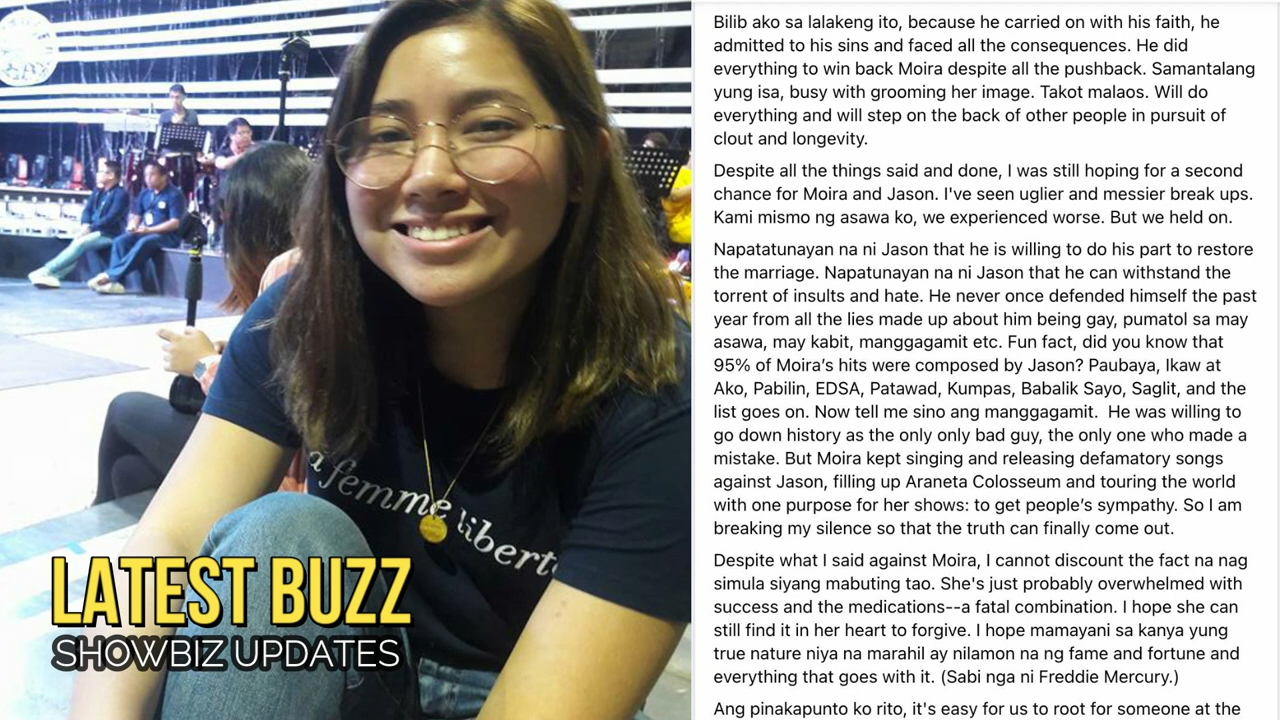 a femme liberté
LATEST BUZZ
SHOWBIZ UPDATES
Bilib ako sa lalakeng ito, because he carried on with his faith, he
admitted to his sins and faced all the consequences. He did
everything to win back Moira despite all the pushback. Samantalang
yung isa, busy with grooming her image. Takot malaos. Will do
everything and will step on the back of other people in pursuit of
clout and longevity.
Despite all the things said and done, I was still hoping for a second
chance for Moira and Jason. I've seen uglier and messier break ups.
Kami mismo ng asawa ko, we experienced worse. But we held on.
Napatatunayan na ni Jason that he is willing to do his part to restore
the marriage. Napatunayan na ni Jason that he can withstand the
torrent of insults and hate. He never once defended himself the past
year from all the lies made up about him being gay, pumatol sa may
asawa, may kabit, manggagamit etc. Fun fact, did you know that
95% of Moira's hits were composed by Jason? Paubaya, Ikaw at
Ako, Pabilin, EDSA, Patawad, Kumpas, Babalik Sayo, Saglit, and the
list goes on. Now tell me sino ang manggagamit. He was willing to
go down history as the only only bad guy, the only one who made a
mistake. But Moira kept singing and releasing defamatory songs
against Jason, filling up Araneta Colosseum and touring the world
with one purpose for her shows: to get people's sympathy. So I am
breaking my silence so that the truth can finally come out.
Despite what I said against Moira, I cannot discount the fact na nag
simula siyang mabuting tao. She's just probably overwhelmed with
success and the medications--a fatal combination. I hope she can
still find it in her heart to forgive. I hope manayani sa kanya yung
true nature niya na marahil ay nilamon na ng fame and fortune and
everything that goes with it. (Sabi nga ni Freddie Mercury.)
Ang pinakapunto ko rito, it's easy for us to root for someone at the